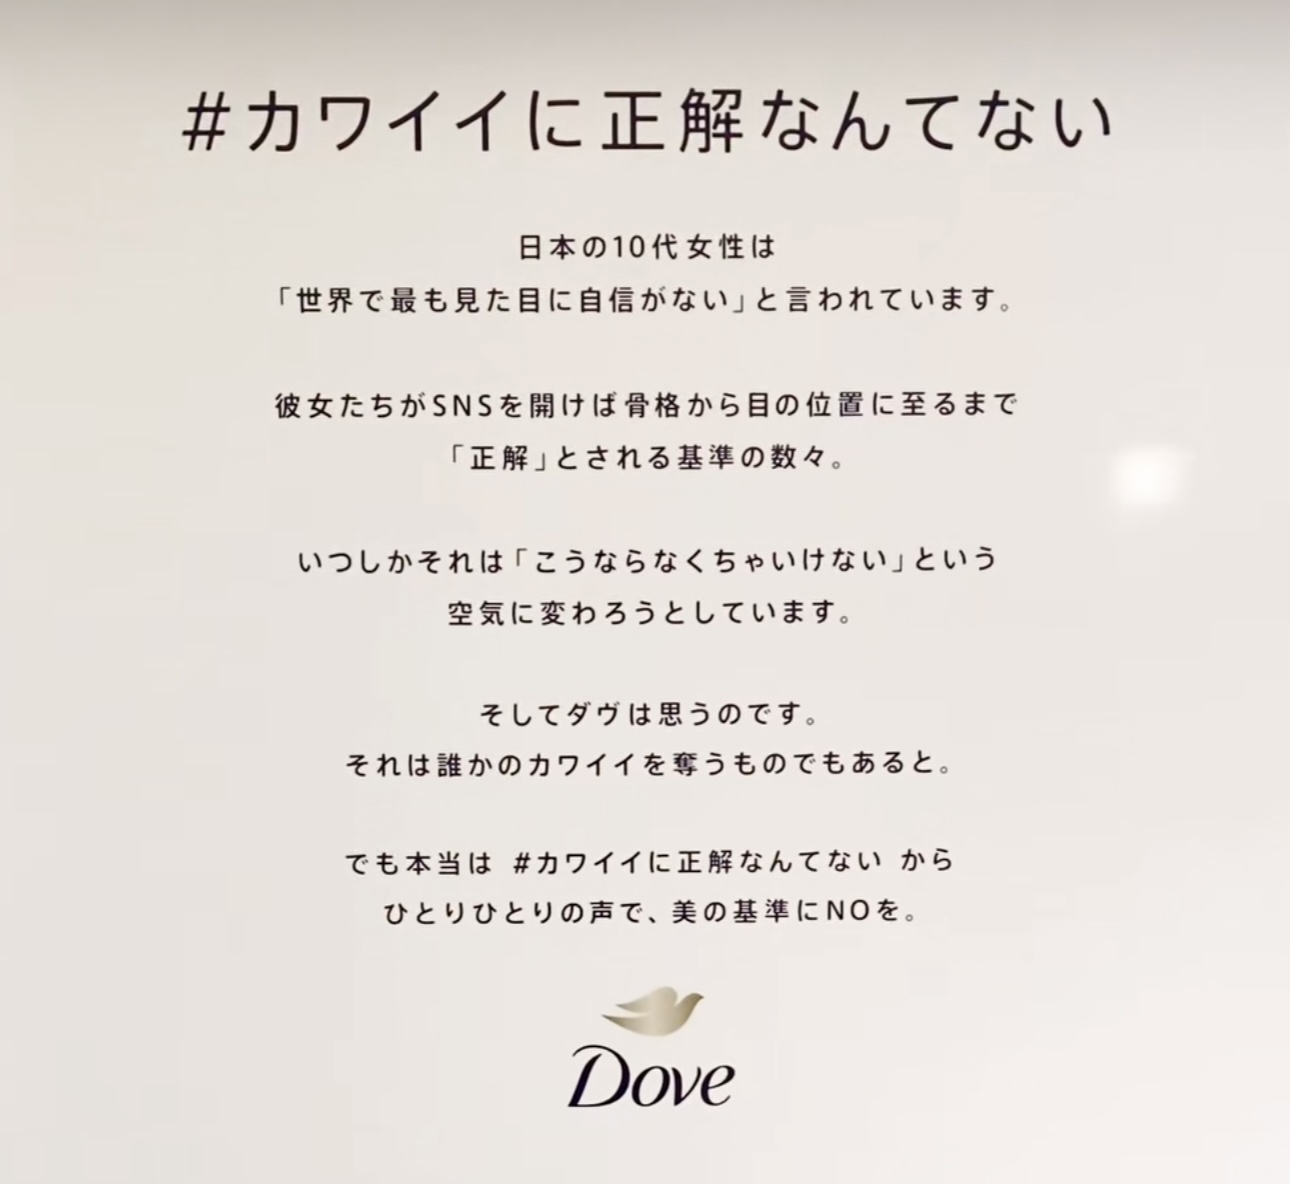 #カワイイに正解なんてない
日本の10代女性は
「世界で最も見た目に自信がない」と言われています。
彼女たちがSNSを開けば骨格から目の位置に至るまで
「正解」とされる基準の数々。
いつしかそれは「こうならなくちゃいけない」という
空気に変わろうとしています。
そしてダヴは思うのです。
それは誰かのカワイイを奪うものでもあると。
でも本当は #カワイイに正解なんてない から
ひとりひとりの声で、美の基準にNOを。
Dove